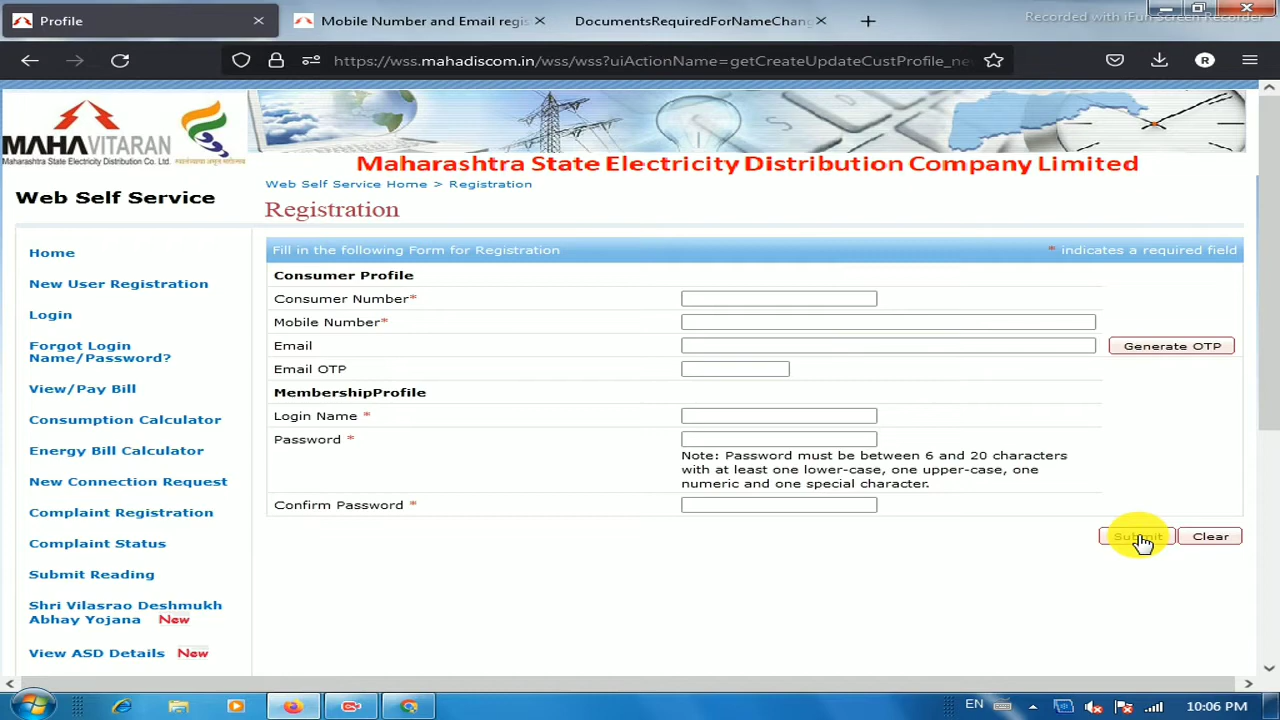 Profile
Mobile Number and Email regis
DocumentsRequiredForNameChang
Recorded with iFun Screen Recorder
https://wss.mahadiscom.in/wss/wss?uiActionName=getCreateUpdateCustProfile_ne
R
MAHAVITARAN
Maharashtra State Electricity Distribution Co. Ltd.
Maharashtra State Electricity Distribution Company Limited
Web Self Service
Web Self Service Home > Registration
Registration
Home
New User Registration
Login
Forgot Login
Name/Password?
View/Pay Bill
Consumption Calculator
Energy Bill Calculator
New Connection Request
Complaint Registration
Complaint Status
Submit Reading
Shri Vilasrao Deshmukh
Abhay Yojana New
View ASD Details New
Fill in the following Form for Registration * indicates a required field
Consumer Profile
Consumer Number*
Mobile Number*
Email Generate OTP
Email OTP
MembershipProfile
Login Name *
Password *
Note: Password must be between 6 and 20 characters
with at least one lower-case, one upper-case, one
numeric and one special character.
Confirm Password *
Submit Clear
EN 10:06 PM